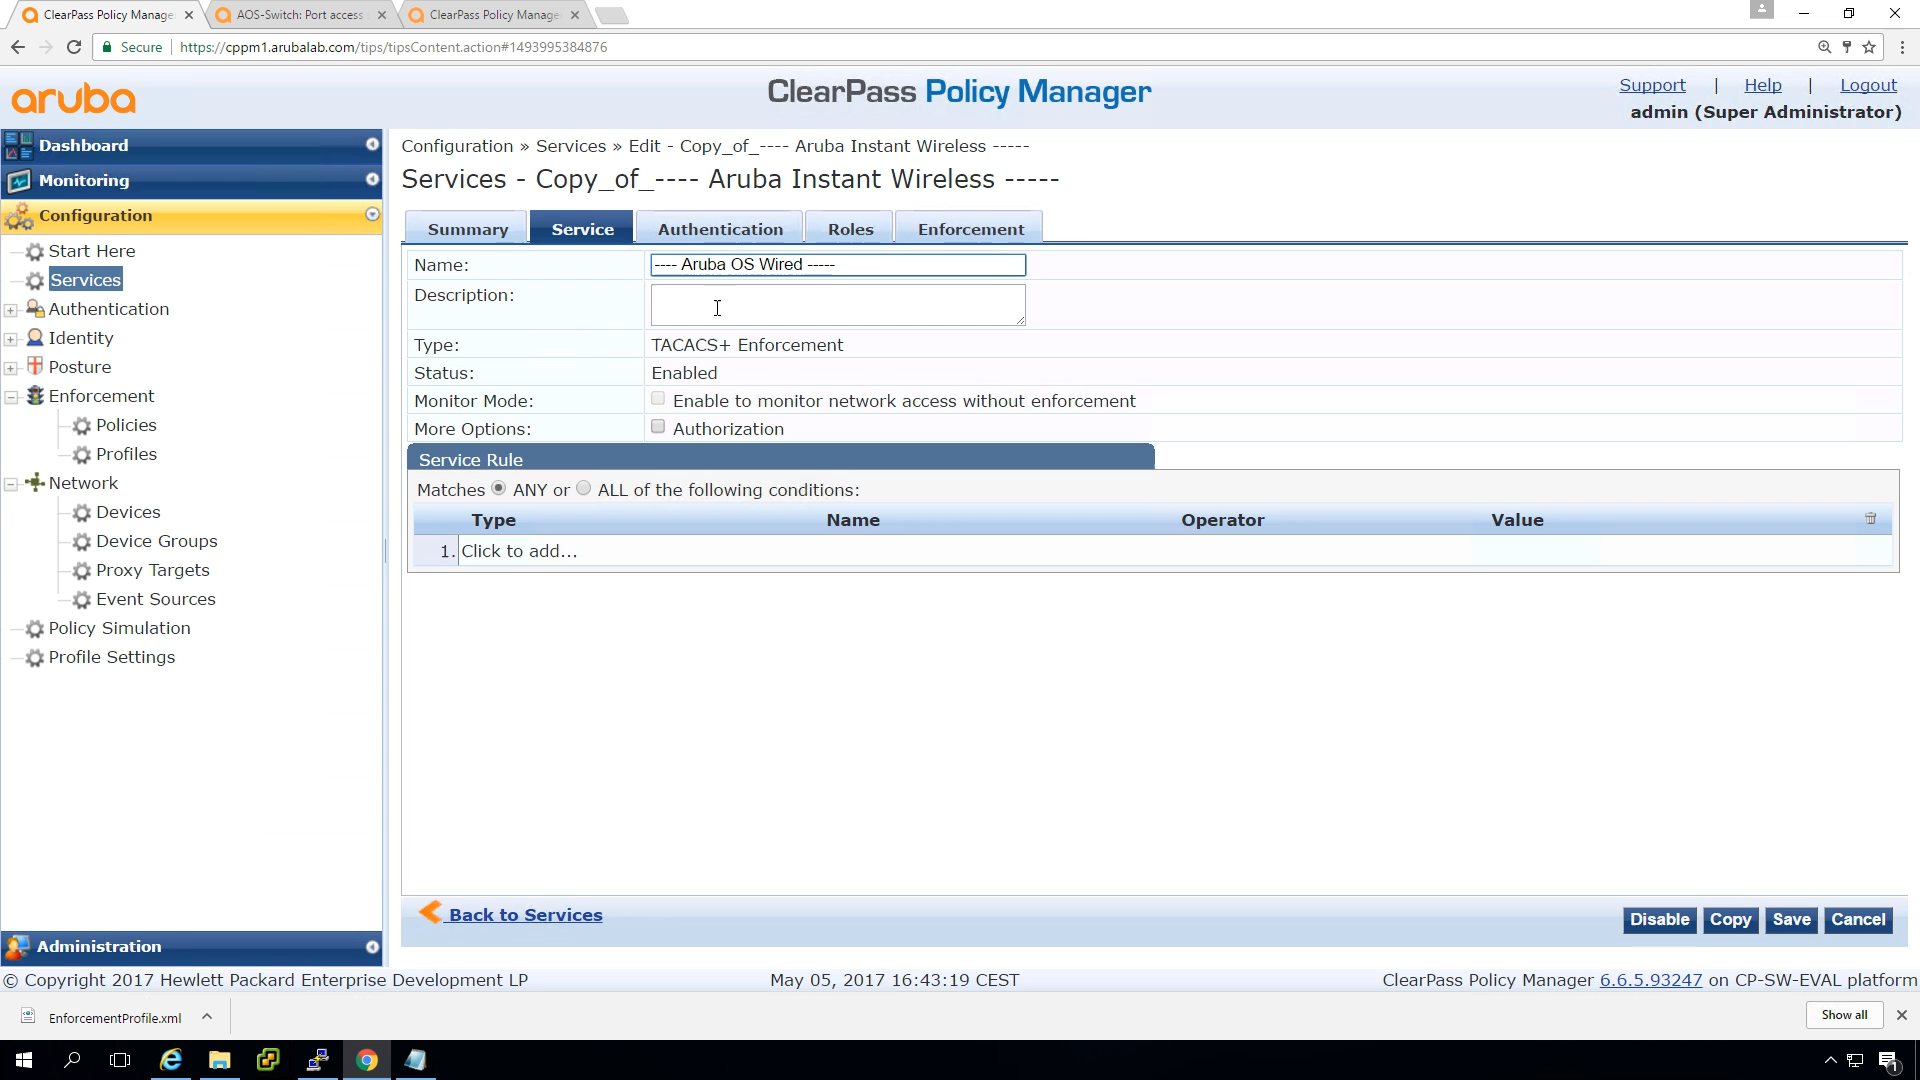 ClearPass Policy Manage
AOS-Switch: Port access
ClearPass Policy Manage
Secure
https://cppm1.arubalab.com/tips/tipsContent.action#1493995384876
aruba
ClearPass Policy Manager
Support | Help | Logout
admin (Super Administrator)
Dashboard
Monitoring
Configuration
Start Here
Services
Authentication
Identity
Posture
Enforcement
Policies
Profiles
Network
Devices
Device Groups
Proxy Targets
Event Sources
Policy Simulation
Profile Settings
Administration
Configuration » Services » Edit - Copy_of_---- Aruba Instant Wireless -----
Services - Copy_of_---- Aruba Instant Wireless -----
Summary
Service
Authentication
Roles
Enforcement
Name: ---- Aruba OS Wired -----
Description:
Type: TACACS+ Enforcement
Status: Enabled
Monitor Mode: Enable to monitor network access without enforcement
More Options: Authorization
Service Rule
Matches ANY or ALL of the following conditions:
Type Name Operator Value
1. Click to add...
Back to Services
Disable Copy Save Cancel
© Copyright 2017 Hewlett Packard Enterprise Development LP
May 05, 2017 16:43:19 CEST
ClearPass Policy Manager 6.6.5.93247 on CP-SW-EVAL platform
EnforcementProfile.xml
Show all
1